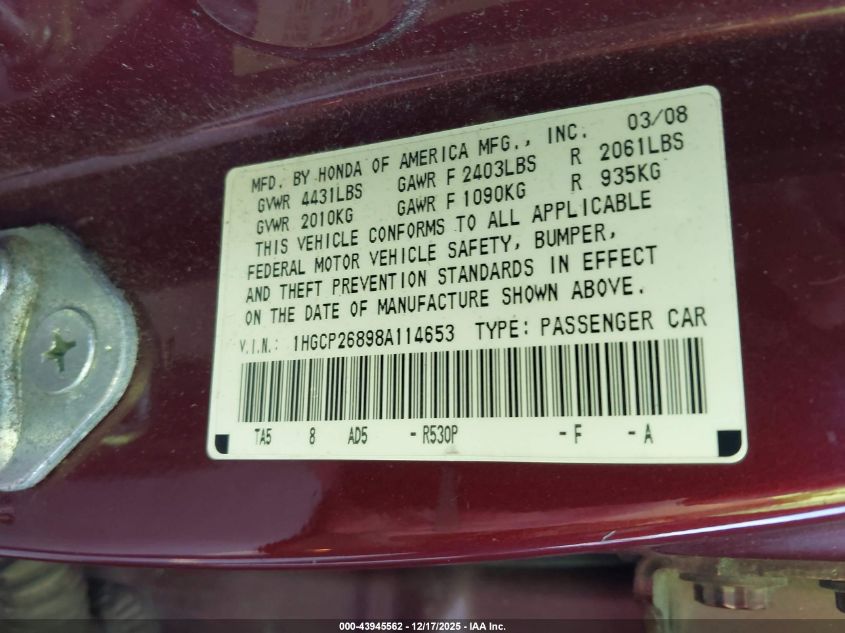 MFD. BY HONDA OF AMERICA MFG., INC. 03/08
GVWR 4431LBS GAWR F 2403LBS R 2061LBS
GVWR 2010KG GAWR F 1090KG R 935KG
THIS VEHICLE CONFORMS TO ALL APPLICABLE
FEDERAL MOTOR VEHICLE SAFETY, BUMPER,
AND THEFT PREVENTION STANDARDS IN EFFECT
ON THE DATE OF MANUFACTURE SHOWN ABOVE.
V.I.N.: 1HGCP26898A114653 TYPE: PASSENGER CAR
TA5 8 AD5 - R530P - F - A
000-43945562 - 12/17/2025 - IAA Inc.